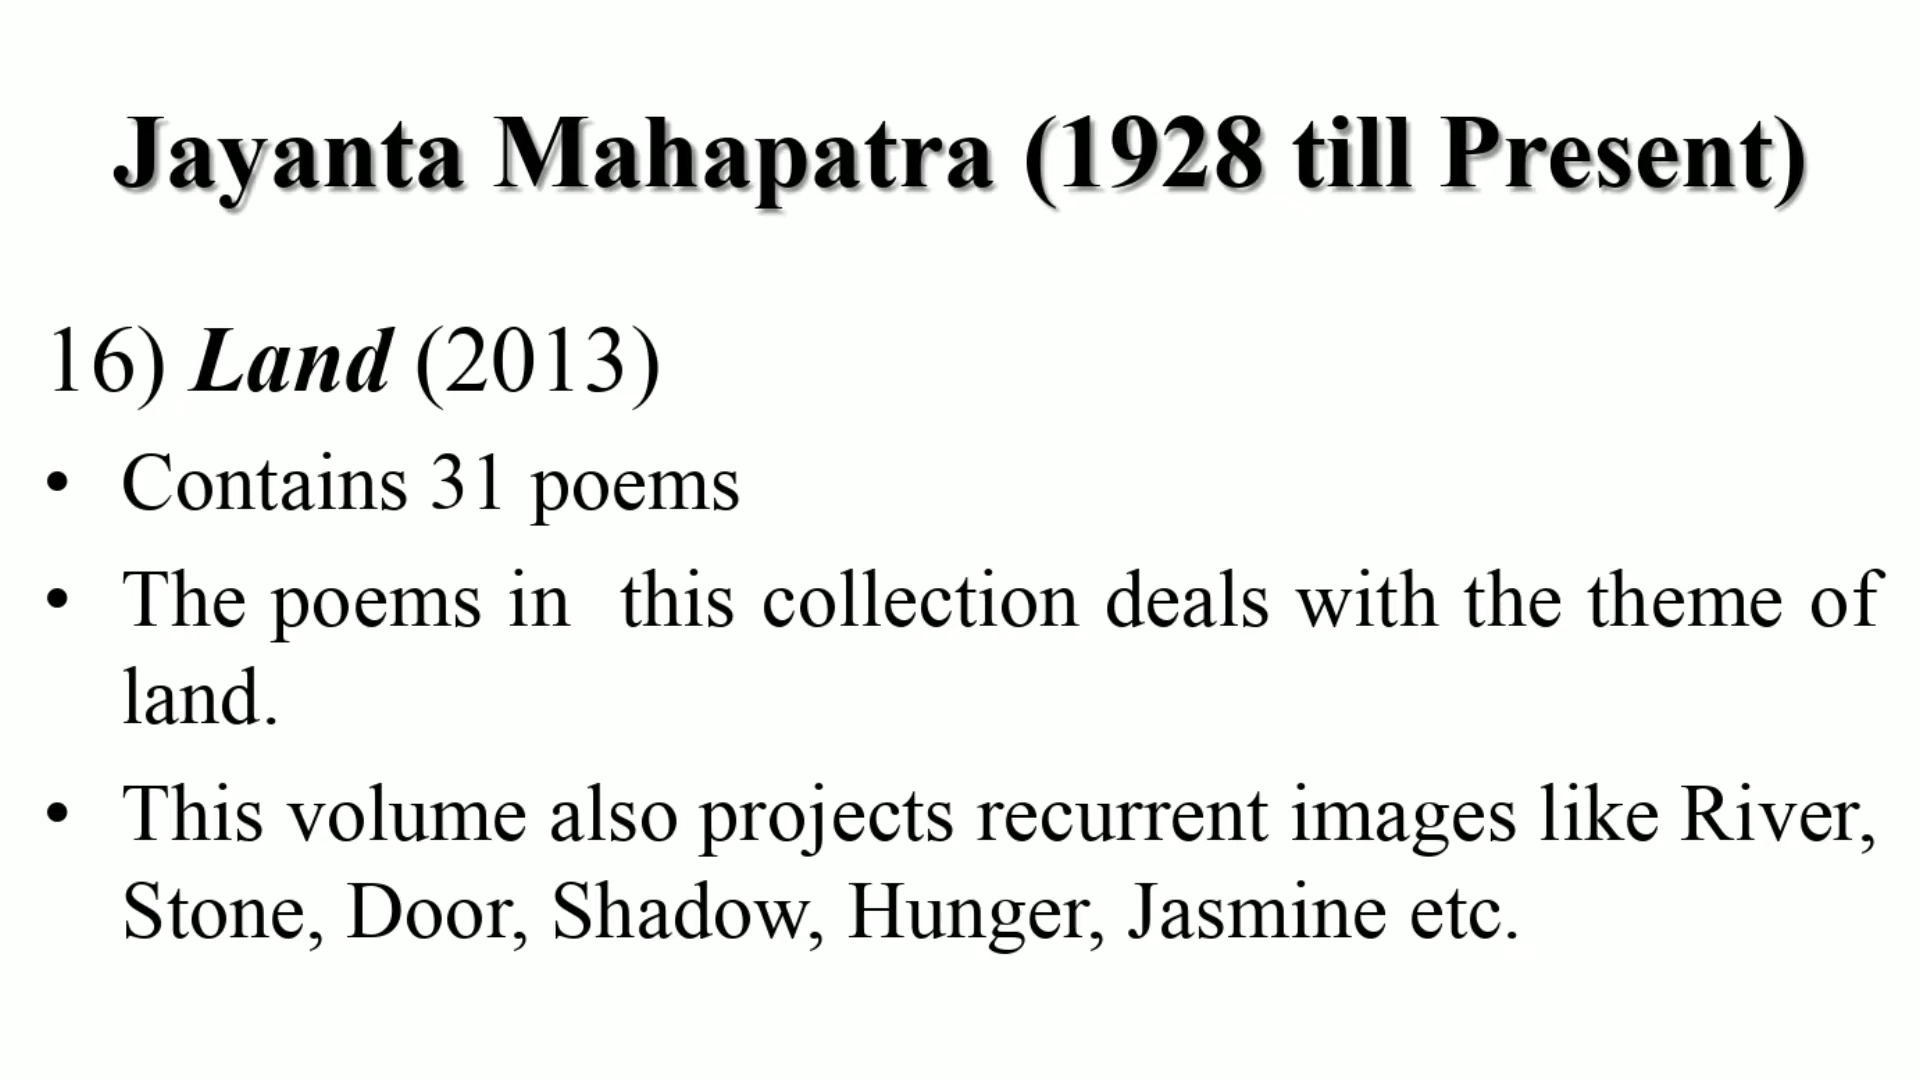 Jayanta Mahapatra (1928 till Present)
16) Land (2013)
• Contains 31 poems
• The poems in  this collection deals with the theme of
land.
• This volume also projects recurrent images like River,
Stone, Door, Shadow, Hunger, Jasmine etc.